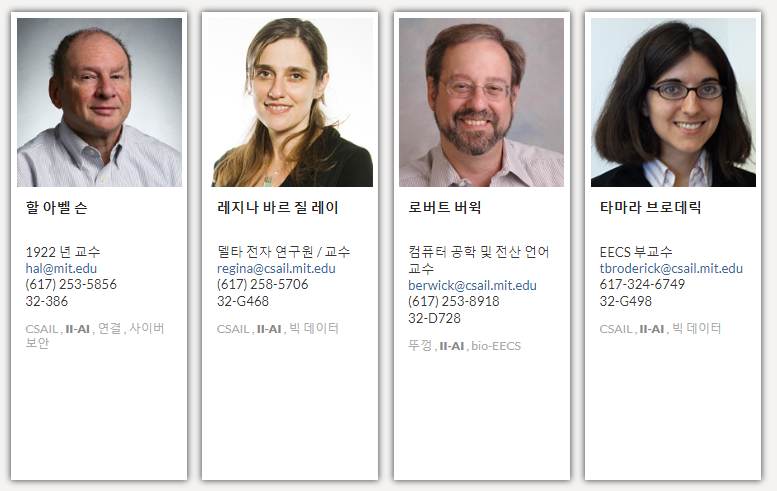 할 아벨 슨
1922 년 교수
hal@mit.edu
(617) 253-5856
32-386
CSAIL , II-AI , 연결 , 사이버
보안
레지나 바르 질 레이
델타 전자 연구원 / 교수
regina@csail.mit.edu
(617) 258-5706
32-G468
CSAIL , II-AI , 빅 데이터
로버트 버윅
컴퓨터 공학 및 전산 언어
교수
berwick@csail.mit.edu
(617) 253-8918
32-D728
뚜껑 , II-AI , bio-EECS
타마라 브로데릭
EECS 부교수
tbroderick@csail.mit.edu
617-324-6749
32-G498
CSAIL , II-AI , 빅 데이터